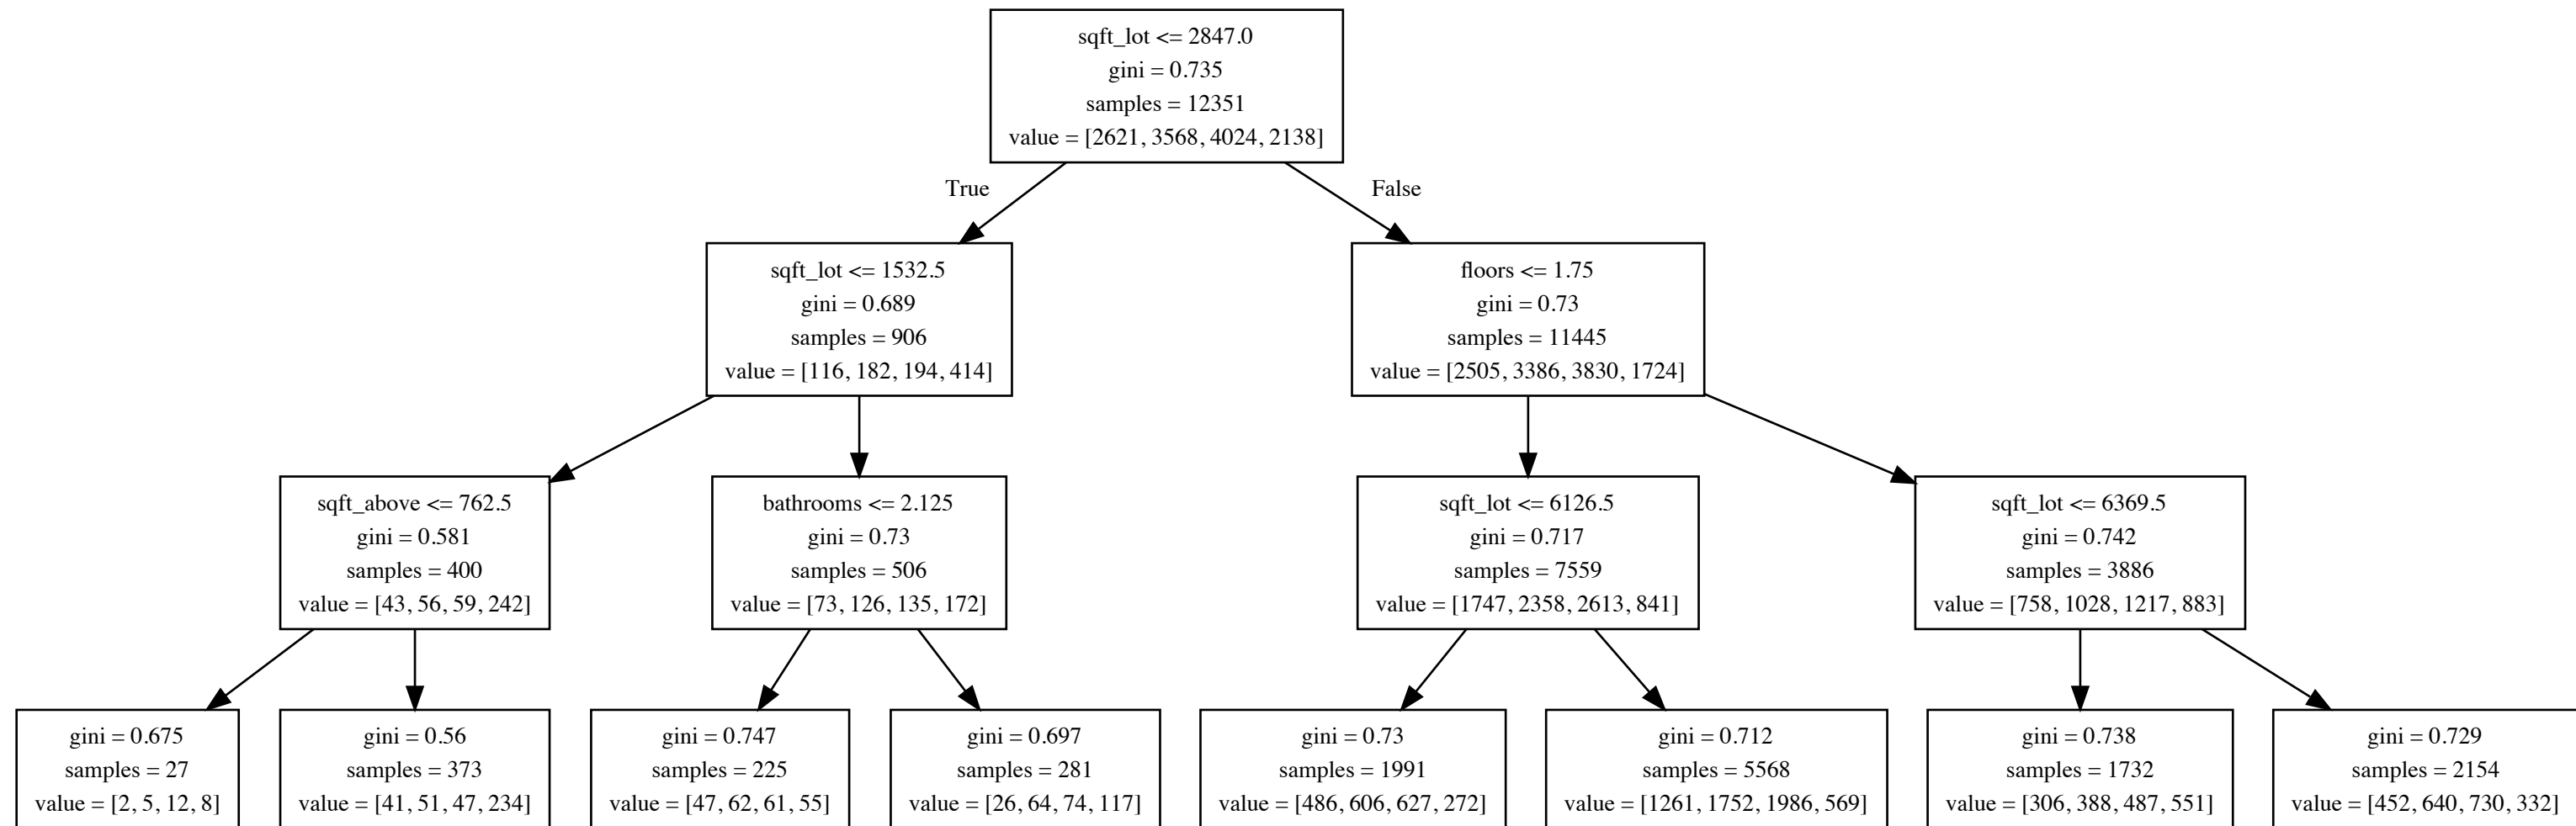 sqft_lot <= 2847.0
gini = 0.735
samples = 12351
value = [2621, 3568, 4024, 2138]
True
False
sqft_lot <= 1532.5
gini = 0.689
samples = 906
value = [116, 182, 194, 414]
floors <= 1.75
gini = 0.73
samples = 11445
value = [2505, 3386, 3830, 1724]
sqft_above <= 762.5
gini = 0.581
samples = 400
value = [43, 56, 59, 242]
bathrooms <= 2.125
gini = 0.73
samples = 506
value = [73, 126, 135, 172]
sqft_lot <= 6126.5
gini = 0.717
samples = 7559
value = [1747, 2358, 2613, 841]
sqft_lot <= 6369.5
gini = 0.742
samples = 3886
value = [758, 1028, 1217, 883]
gini = 0.675
samples = 27
value = [2, 5, 12, 8]
gini = 0.56
samples = 373
value = [41, 51, 47, 234]
gini = 0.747
samples = 225
value = [47, 62, 61, 55]
gini = 0.697
samples = 281
value = [26, 64, 74, 117]
gini = 0.73
samples = 1991
value = [486, 606, 627, 272]
gini = 0.712
samples = 5568
value = [1261, 1752, 1986, 569]
gini = 0.738
samples = 1732
value = [306, 388, 487, 551]
gini = 0.729
samples = 2154
value = [452, 640, 730, 332]